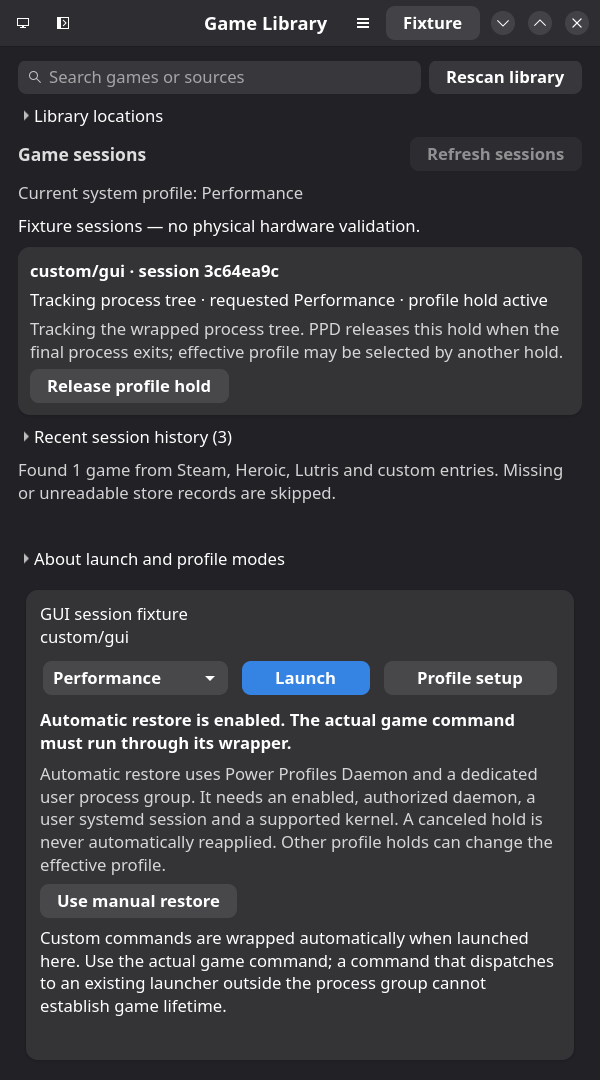 Game Library
Fixture
Search games or sources
Rescan library
Library locations
Game sessions
Refresh sessions
Current system profile: Performance
Fixture sessions — no physical hardware validation.
custom/gui · session 3c64ea9c
Tracking process tree · requested Performance · profile hold active
Tracking the wrapped process tree. PPD releases this hold when the
final process exits; effective profile may be selected by another hold.
Release profile hold
Recent session history (3)
Found 1 game from Steam, Heroic, Lutris and custom entries. Missing
or unreadable store records are skipped.
About launch and profile modes
GUI session fixture
custom/gui
Performance
Launch
Profile setup
Automatic restore is enabled. The actual game command
must run through its wrapper.
Automatic restore uses Power Profiles Daemon and a dedicated
user process group. It needs an enabled, authorized daemon, a
user systemd session and a supported kernel. A canceled hold is
never automatically reapplied. Other profile holds can change the
effective profile.
Use manual restore
Custom commands are wrapped automatically when launched
here. Use the actual game command; a command that dispatches
to an existing launcher outside the process group cannot
establish game lifetime.